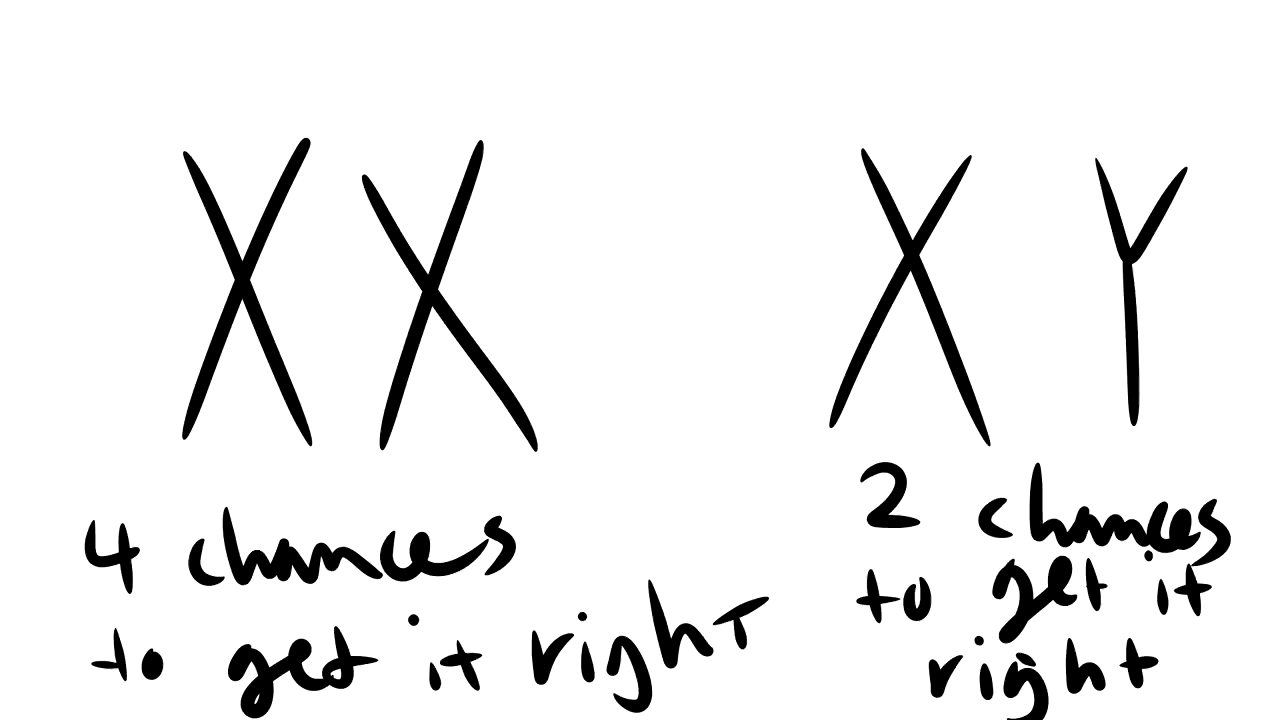 XX
4 chances
to get it right
XY
2 chances
to get it
right